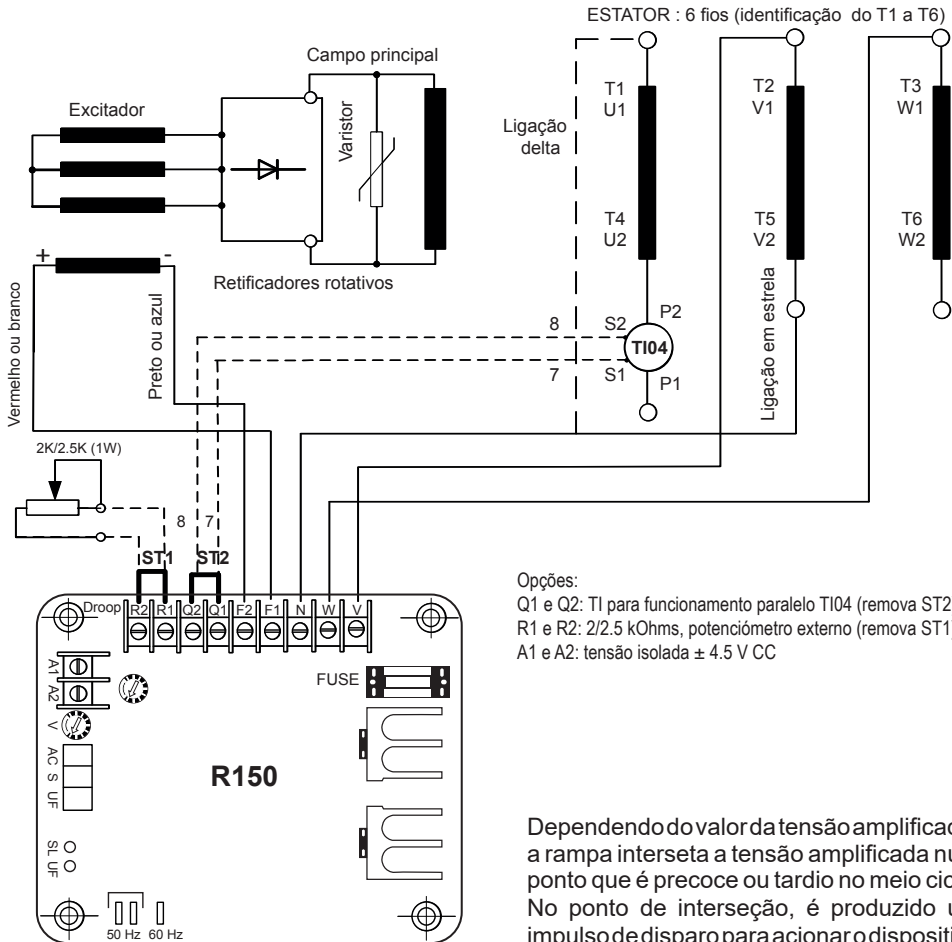 ESTATOR : 6 fios (identificação do T1 a T6)
Campo principal
Excitador
Varistor
Ligação
delta
T1
U1
T2
V1
T3
W1
T4
U2
T5
V2
T6
W2
Retificadores rotativos
+
-
Vermelho ou branco
Preto ou azul
8
S2
P2
TI04
7
S1
P1
Ligação em estrela
2K/2.5K (1W)
8
7
ST1
ST2
Droop
R2
R1
Q2
Q1
F2
F1
N
W
V
A1
A2
V
FUSE
AC
S
UF
R150
SL
UF
50 Hz
60 Hz
Opções:
Q1 e Q2: TI para funcionamento paralelo TI04 (remova ST2
R1 e R2: 2/2.5 kOhms, potenciómetro externo (remova ST1
A1 e A2: tensão isolada ± 4.5 V CC
Dependendo do valor da tensão amplificad
a rampa interseta a tensão amplificada nu
ponto que é precoce ou tardio no meio cic
No ponto de interseção, é produzido u
impulso de disparo para acionar o dispositi